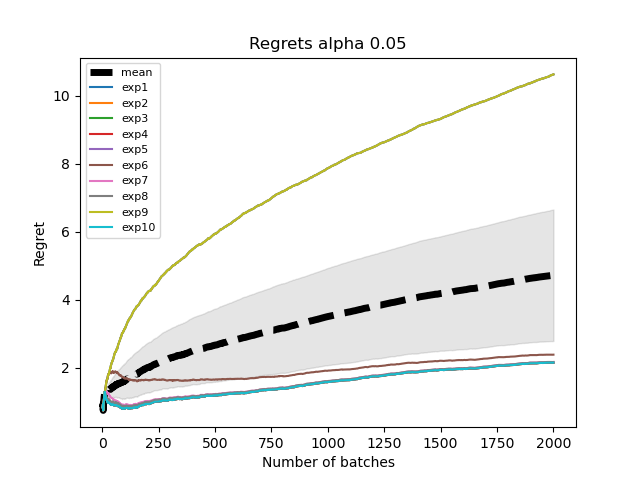 Regrets alpha 0.05
mean
exp1
exp2
exp3
exp4
exp5
exp6
exp7
exp8
exp9
exp10
Regret
10
8
6
4
2
0 250 500 750 1000 1250 1500 1750 2000
Number of batches